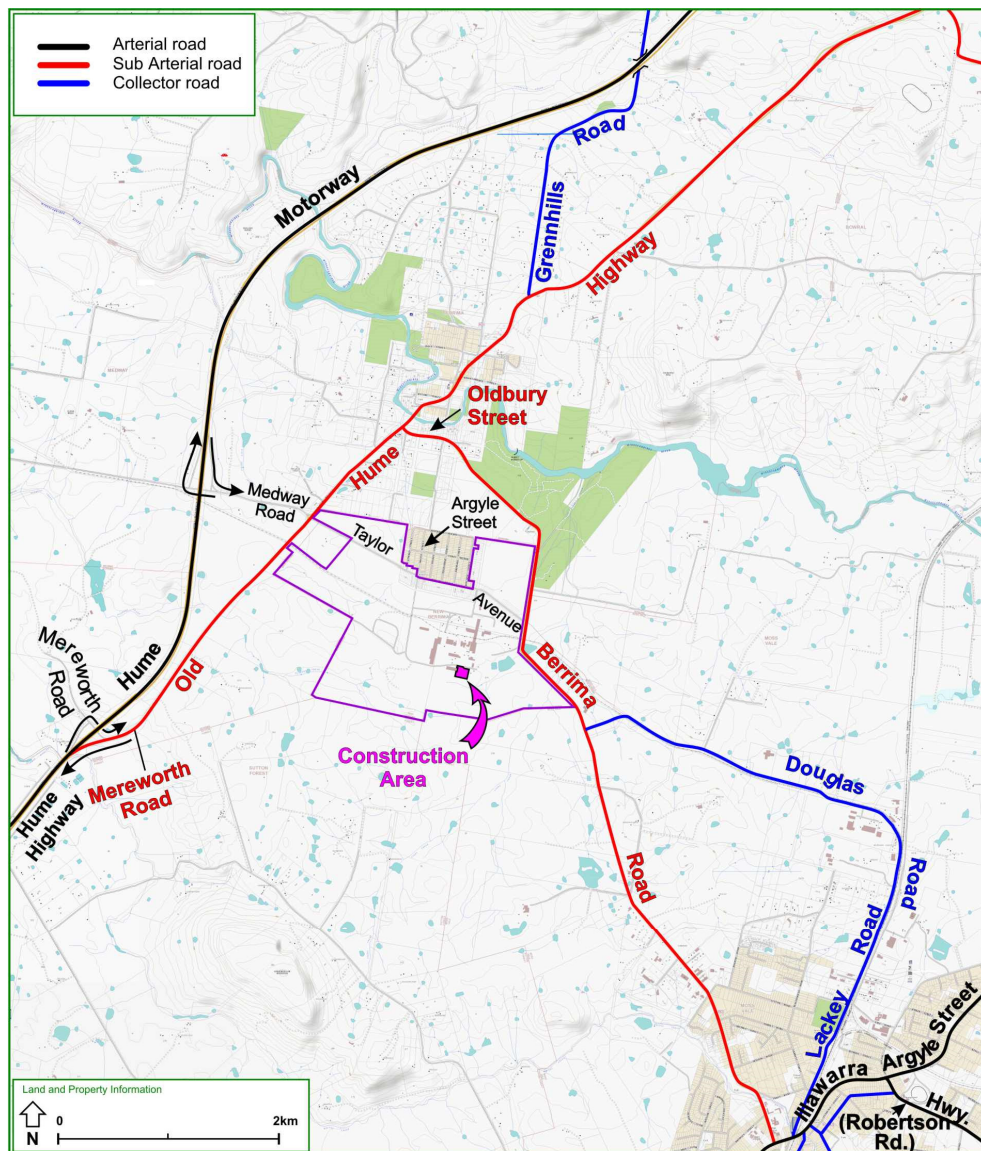 Arterial road
Sub Arterial road
Collector road
Road
Motorway
Grennhills
Highway
Oldbury
Street
Hume
Medway
Road
Argyle
Street
Taylor
Avenue
Mereworth
Road
Hume
Old
Berrima
Construction
Area
Mereworth
Road
Hume
Highway
Douglas
Road
Road
Road
Lackey
Illawarra
Argyle Street
Hwy.
(Robertson
Rd.)
Land and Property Information
0
2km
N